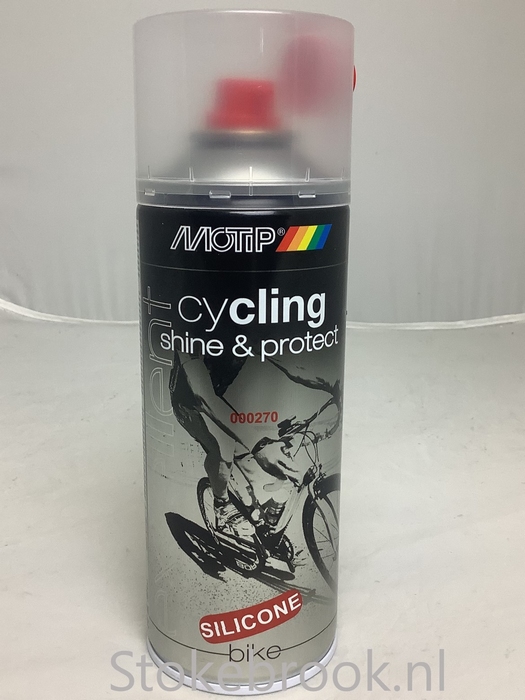 MOTIP®
cycling
shine & protect
000270
SILICONE
bike
Stokebrook.nl